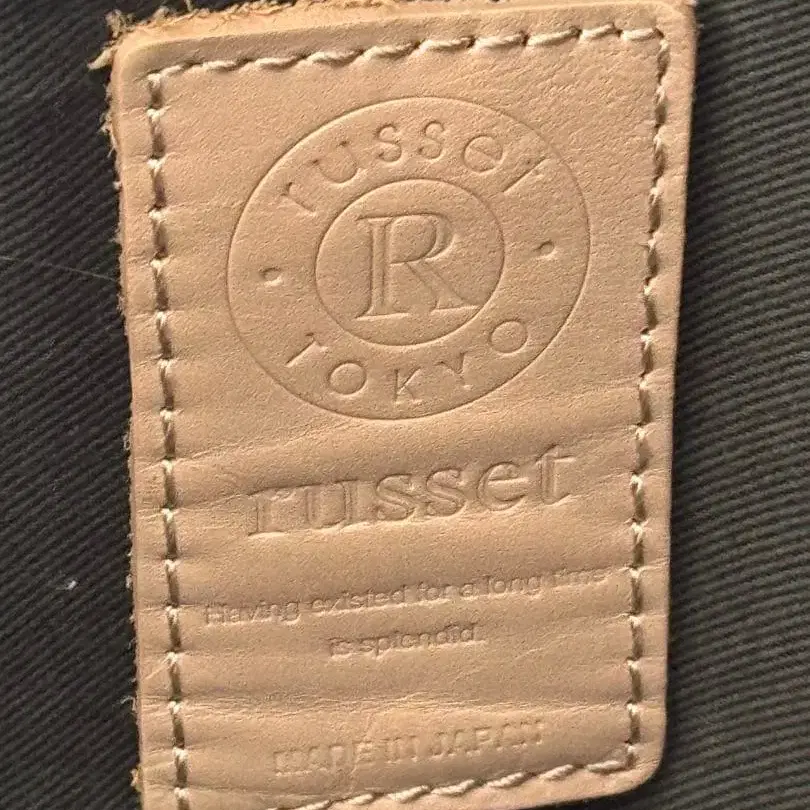 russet
R
TOKYO
russet
Having existed for a long time
is splendid.
MADE IN JAPAN